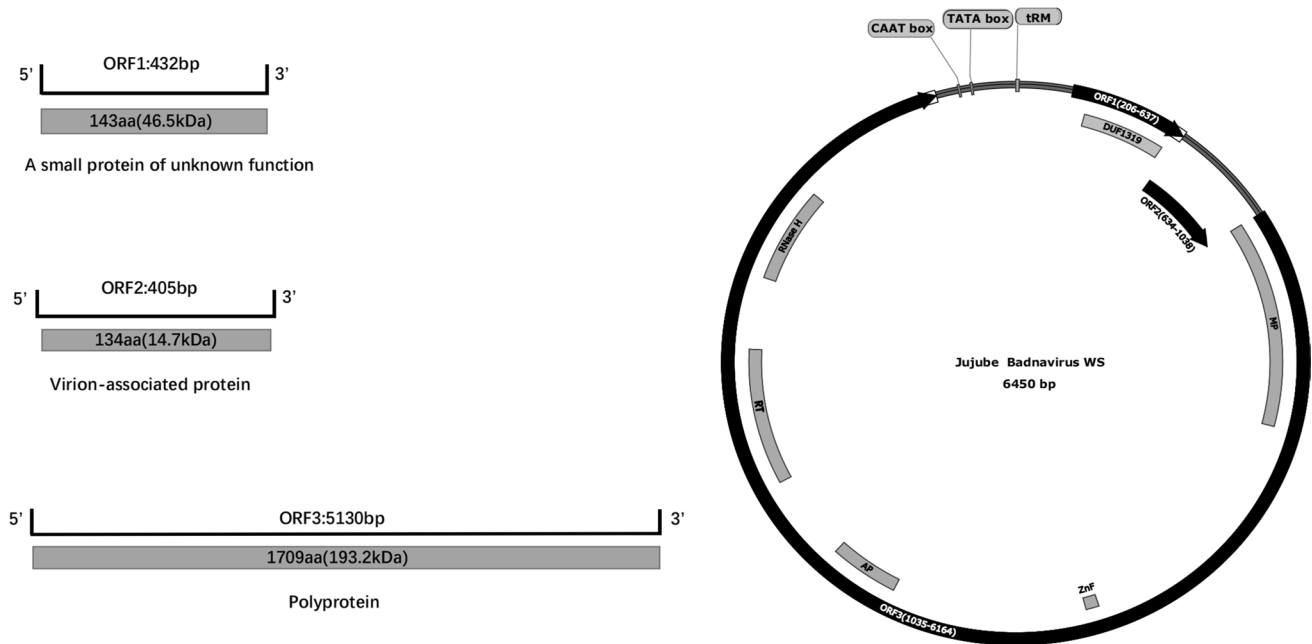 5’
ORF1:432bp
3’
143aa(46.5kDa)
A small protein of unknown function
5’
ORF2:405bp
3’
134aa(14.7kDa)
Virion-associated protein
5’
ORF3:5130bp
3’
1709aa(193.2kDa)
Polyprotein
CAAT box
TATA box
tRM
ORF1(206-637)
DUF1319
ORF2(634-1038)
MP
RNase H
RT
AP
ZnF
ORF3(1035-6164)
Jujube Badnavirus WS
6450 bp